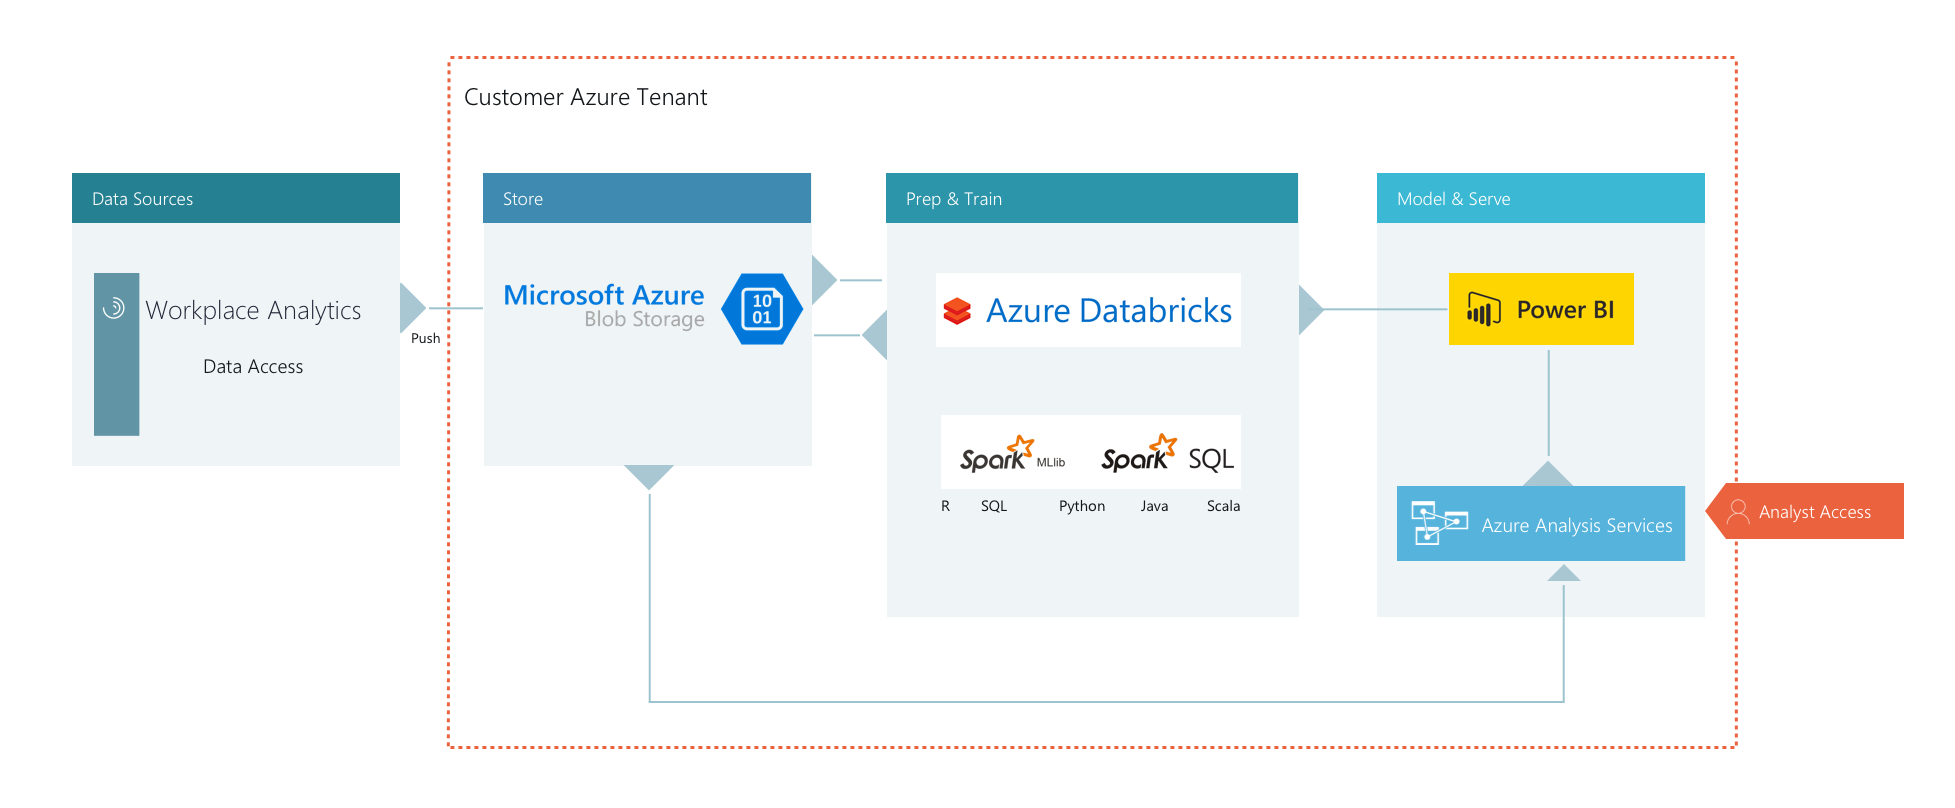 Customer Azure Tenant
Data Sources
Workplace Analytics
Data Access
Push
Store
Microsoft Azure
Blob Storage
10
01
Prep & Train
Azure Databricks
Spark MLlib
Spark SQL
R SQL Python Java Scala
Model & Serve
Power BI
Azure Analysis Services
Analyst Access